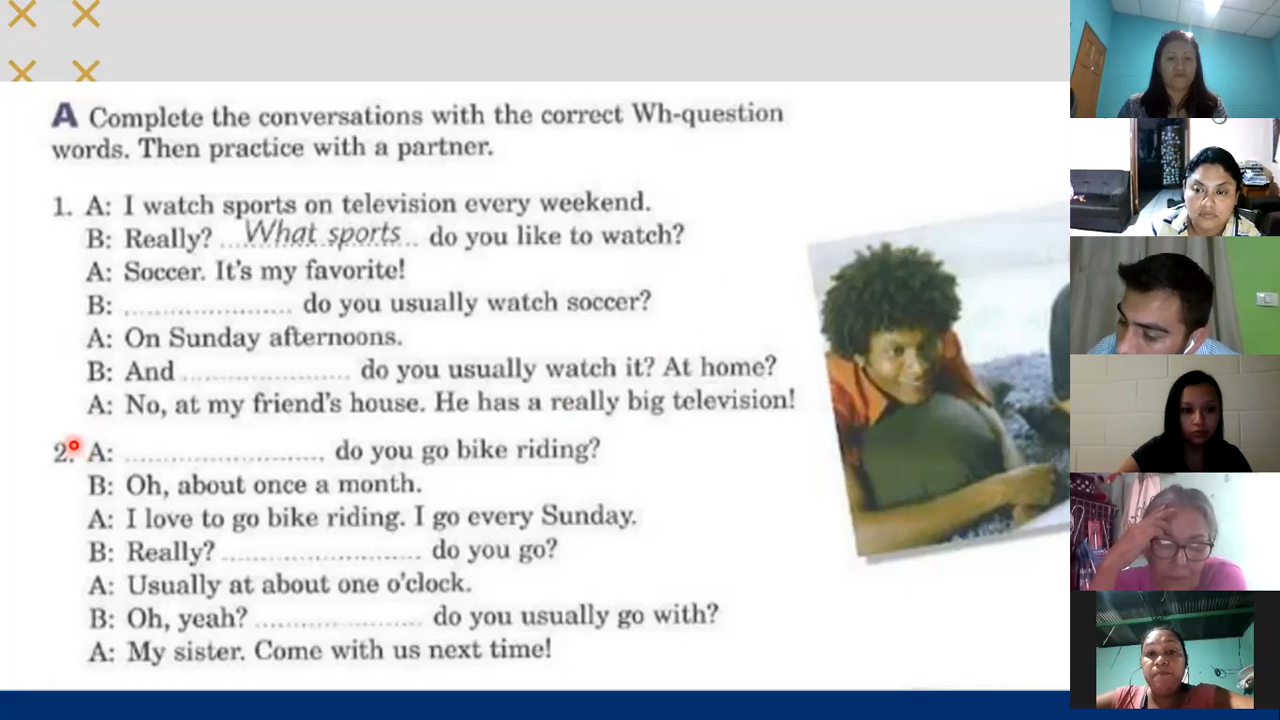 A Complete the conversations with the correct Wh-question
words. Then practice with a partner.
1. A: I watch sports on television every weekend.
B: Really? ...What sports... do you like to watch?
A: Soccer. It's my favorite!
B: ........................ do you usually watch soccer?
A: On Sunday afternoons.
B: And ........................ do you usually watch it? At home?
A: No, at my friend's house. He has a really big television!
2. A: ............................ do you go bike riding?
B: Oh, about once a month.
A: I love to go bike riding. I go every Sunday.
B: Really? ............................ do you go?
A: Usually at about one o'clock.
B: Oh, yeah? ........................ do you usually go with?
A: My sister. Come with us next time!